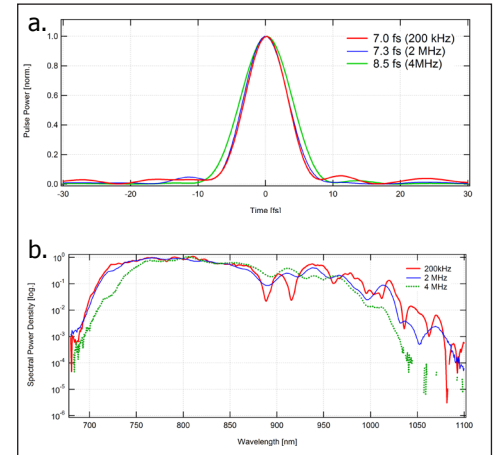 a.
7.0 fs (200 kHz)
7.3 fs (2 MHz)
8.5 fs (4MHz)
Pulse Power [norm.]
1.0
0.8
0.6
0.4
0.2
0.0
-30 -20 -10 0 10 20 30
Time [fs]
b.
200kHz
2 MHz
4 MHz
Spectral Power Density [log.]
10^0
10^-1
10^-2
10^-3
10^-4
10^-5
10^-6
700 750 800 850 900 950 1000 1050 1100
Wavelength [nm]